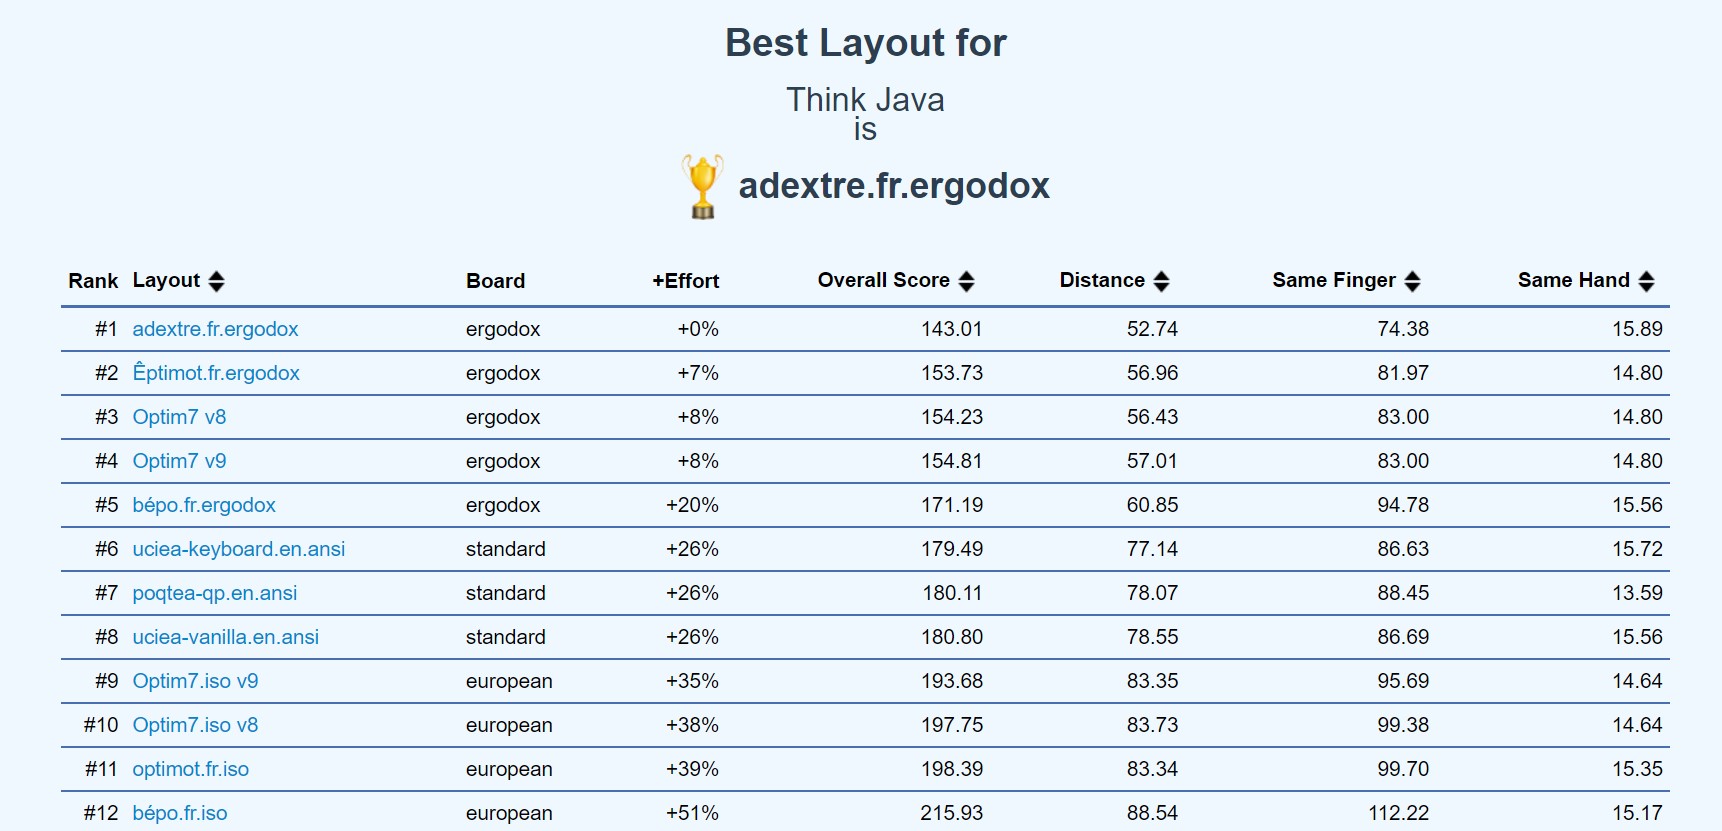 Best Layout for
Think Java
is
adextre.fr.ergodox
Rank Layout Board +Effort Overall Score Distance Same Finger Same Hand
#1 adextre.fr.ergodox ergodox +0% 143.01 52.74 74.38 15.89
#2 Êptimot.fr.ergodox ergodox +7% 153.73 56.96 81.97 14.80
#3 Optim7 v8 ergodox +8% 154.23 56.43 83.00 14.80
#4 Optim7 v9 ergodox +8% 154.81 57.01 83.00 14.80
#5 bépo.fr.ergodox ergodox +20% 171.19 60.85 94.78 15.56
#6 uciea-keyboard.en.ansi standard +26% 179.49 77.14 86.63 15.72
#7 poqtea-qp.en.ansi standard +26% 180.11 78.07 88.45 13.59
#8 uciea-vanilla.en.ansi standard +26% 180.80 78.55 86.69 15.56
#9 Optim7.iso v9 european +35% 193.68 83.35 95.69 14.64
#10 Optim7.iso v8 european +38% 197.75 83.73 99.38 14.64
#11 optimot.fr.iso european +39% 198.39 83.34 99.70 15.35
#12 bépo.fr.iso european +51% 215.93 88.54 112.22 15.17